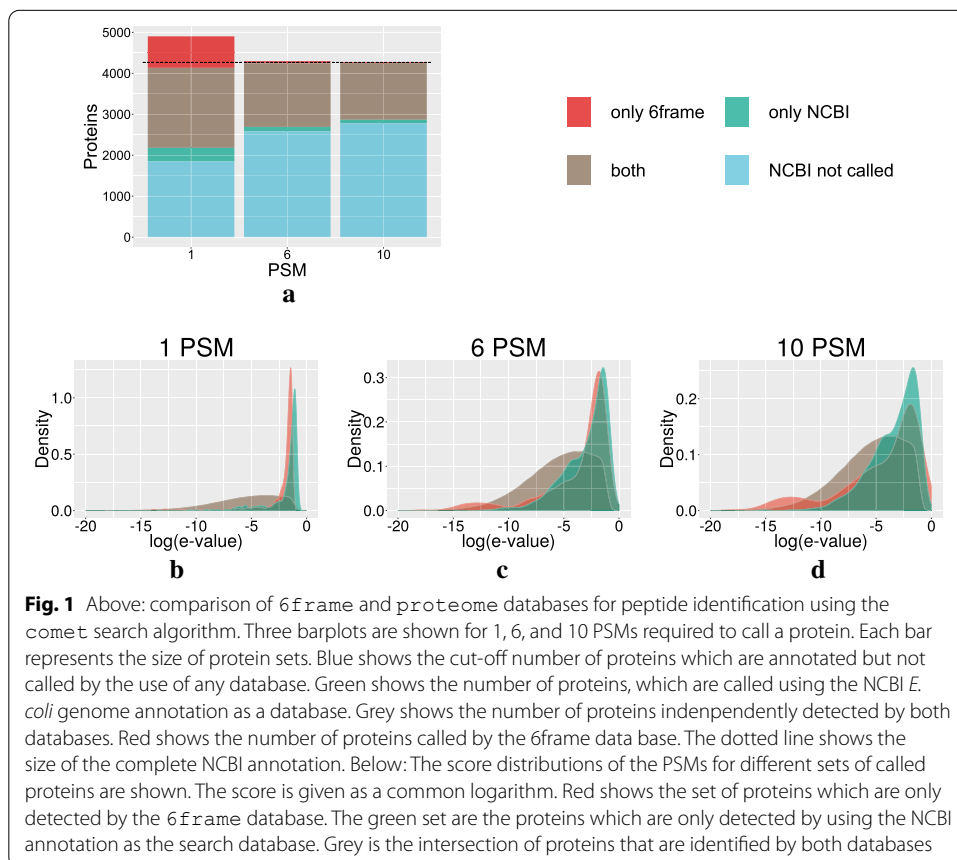 5000
4000
3000
2000
1000
0
Proteins
1 6 10
PSM
a
only 6frame
only NCBI
both
NCBI not called
1 PSM
1.0
0.5
0.0
Density
-20 -15 -10 -5 0
log(e-value)
b
6 PSM
0.3
0.2
0.1
0.0
Density
-20 -15 -10 -5 0
log(e-value)
c
10 PSM
0.2
0.1
0.0
Density
-20 -15 -10 -5 0
log(e-value)
d
Fig. 1 Above: comparison of 6frame and proteome databases for peptide identification using the
comet search algorithm. Three barplots are shown for 1, 6, and 10 PSMs required to call a protein. Each bar
represents the size of protein sets. Blue shows the cut-off number of proteins which are annotated but not
called by the use of any database. Green shows the number of proteins, which are called using the NCBI E.
coli genome annotation as a database. Grey shows the number of proteins indenpendently detected by both
databases. Red shows the number of proteins called by the 6frame data base. The dotted line shows the
size of the complete NCBI annotation. Below: The score distributions of the PSMs for different sets of called
proteins are shown. The score is given as a common logarithm. Red shows the set of proteins which are only
detected by the 6frame database. The green set are the proteins which are only detected by using the NCBI
annotation as the search database. Grey is the intersection of proteins that are identified by both databases